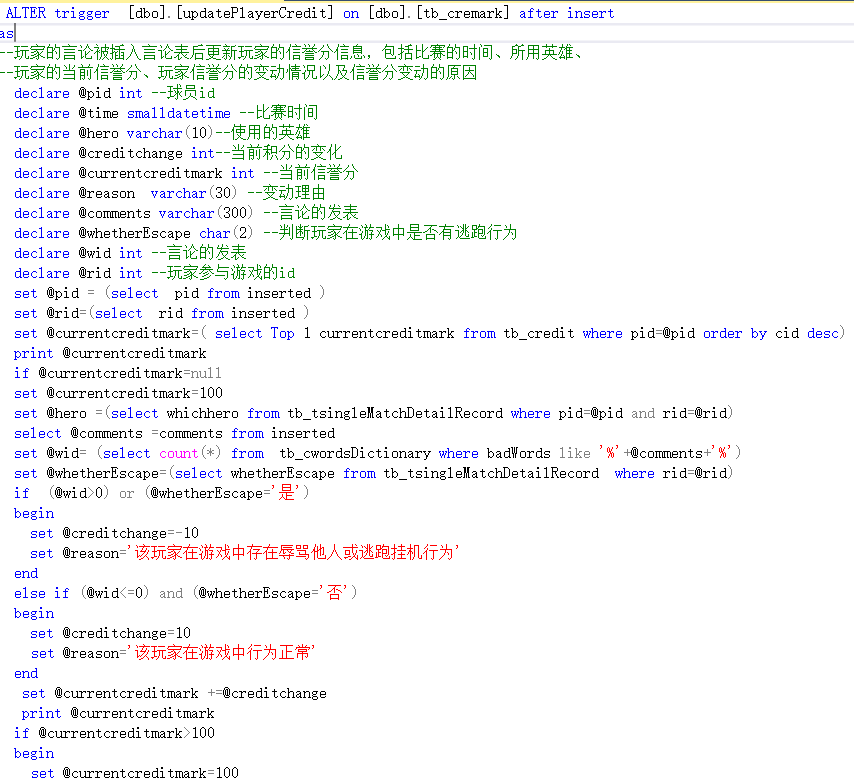 ALTER trigger  [dbo].[updatePlayerCredit] on [dbo].[tb_cremark] after insert
as
--玩家的言论被插入言论表后更新玩家的信誉分信息，包括比赛的时间、所用英雄、
--玩家的当前信誉分、玩家信誉分的变动情况以及信誉分变动的原因
declare @pid int --球员id
declare @time smalldatetime --比赛时间
declare @hero varchar(10)--使用的英雄
declare @creditchange int--当前积分的变化
declare @currentcreditmark int --当前信誉分
declare @reason  varchar(30) --变动理由
declare @comments varchar(300) --言论的发表
declare @whetherEscape char(2) --判断玩家在游戏中是否有逃跑行为
declare @wid int --言论的发表
declare @rid int --玩家参与游戏的id
set @pid = (select  pid from inserted )
set @rid=(select  rid from inserted )
set @currentcreditmark=( select Top 1 currentcreditmark from tb_credit where pid=@pid order by cid desc)
print @currentcreditmark
if @currentcreditmark=null
set @currentcreditmark=100
set @hero =(select whichhero from tb_tsingleMatchDetailRecord where pid=@pid and rid=@rid)
select @comments =comments from inserted
set @wid= (select count(*) from  tb_cwordsDictionary where badWords like '%'+@comments+'%')
set @whetherEscape=(select whetherEscape from tb_tsingleMatchDetailRecord  where rid=@rid)
if  (@wid>0) or (@whetherEscape='是')
begin
set @creditchange=-10
set @reason='该玩家在游戏中存在辱骂他人或逃跑挂机行为'
end
else if (@wid<=0) and (@whetherEscape='否')
begin
set @creditchange=10
set @reason='该玩家在游戏中行为正常'
end
set @currentcreditmark +=@creditchange
print @currentcreditmark
if @currentcreditmark>100
begin
set @currentcreditmark=100